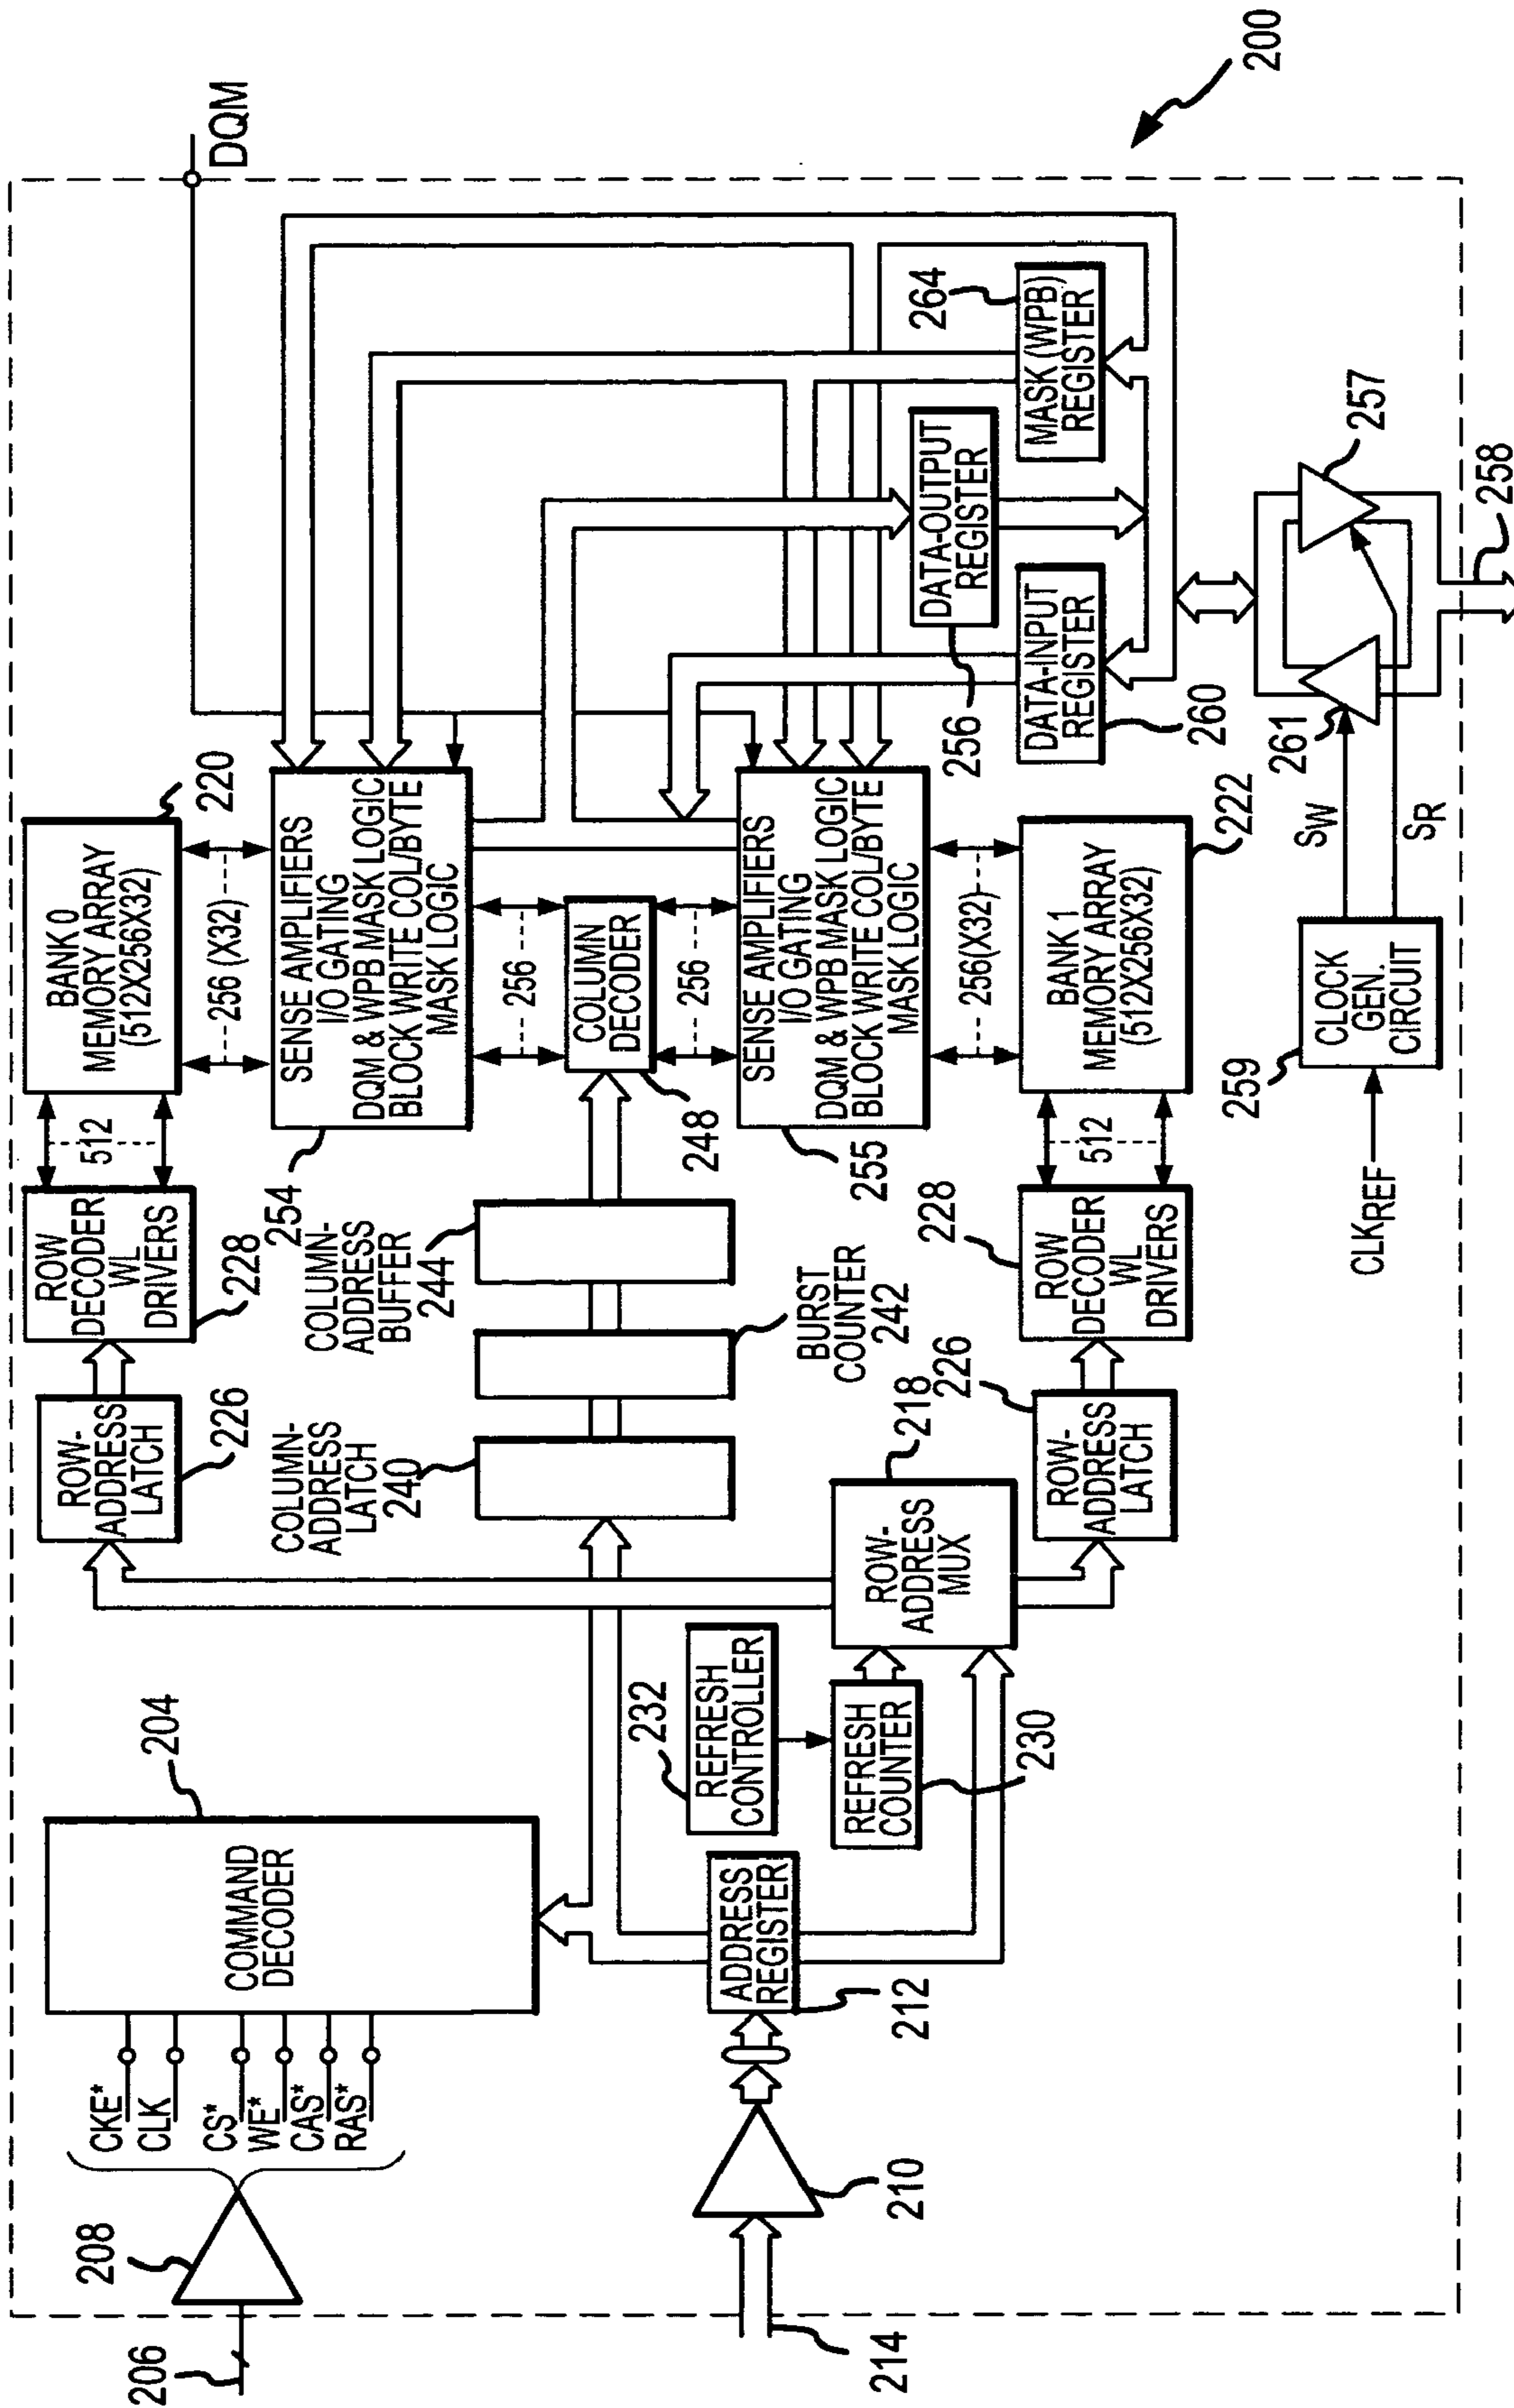 206
208
CKE*
CLK
CS*
WE*
CAS*
RAS*
COMMAND
DECODER
204
214
210
212
ADDRESS
REGISTER
232
REFRESH
CONTROLLER
REFRESH
COUNTER
230
ROW-
ADDRESS
MUX
218
ROW-
ADDRESS
LATCH
226
ROW
DECODER
WL
DRIVERS
228
512
BANK 0
MEMORY ARRAY
(512X256X32)
220
256 (X32)
SENSE AMPLIFIERS
I/O GATING
DQM & WPB MASK LOGIC
BLOCK WRITE COL/BYTE
MASK LOGIC
254
COLUMN-
ADDRESS
LATCH
240
BURST
COUNTER
242
COLUMN-
ADDRESS
BUFFER
244
256
COLUMN
DECODER
248
256
SENSE AMPLIFIERS
I/O GATING
DQM & WPB MASK LOGIC
BLOCK WRITE COL/BYTE
MASK LOGIC
255
256(X32)
226
ROW-
ADDRESS
LATCH
228
ROW
DECODER
WL
DRIVERS
512
BANK 1
MEMORY ARRAY
(512X256X32)
222
DQM
256
DATA-OUTPUT
REGISTER
260
DATA-INPUT
REGISTER
264
MASK (WPB)
REGISTER
CLKREF
259
CLOCK
GEN.
CIRCUIT
SW
SR
261
257
258
200